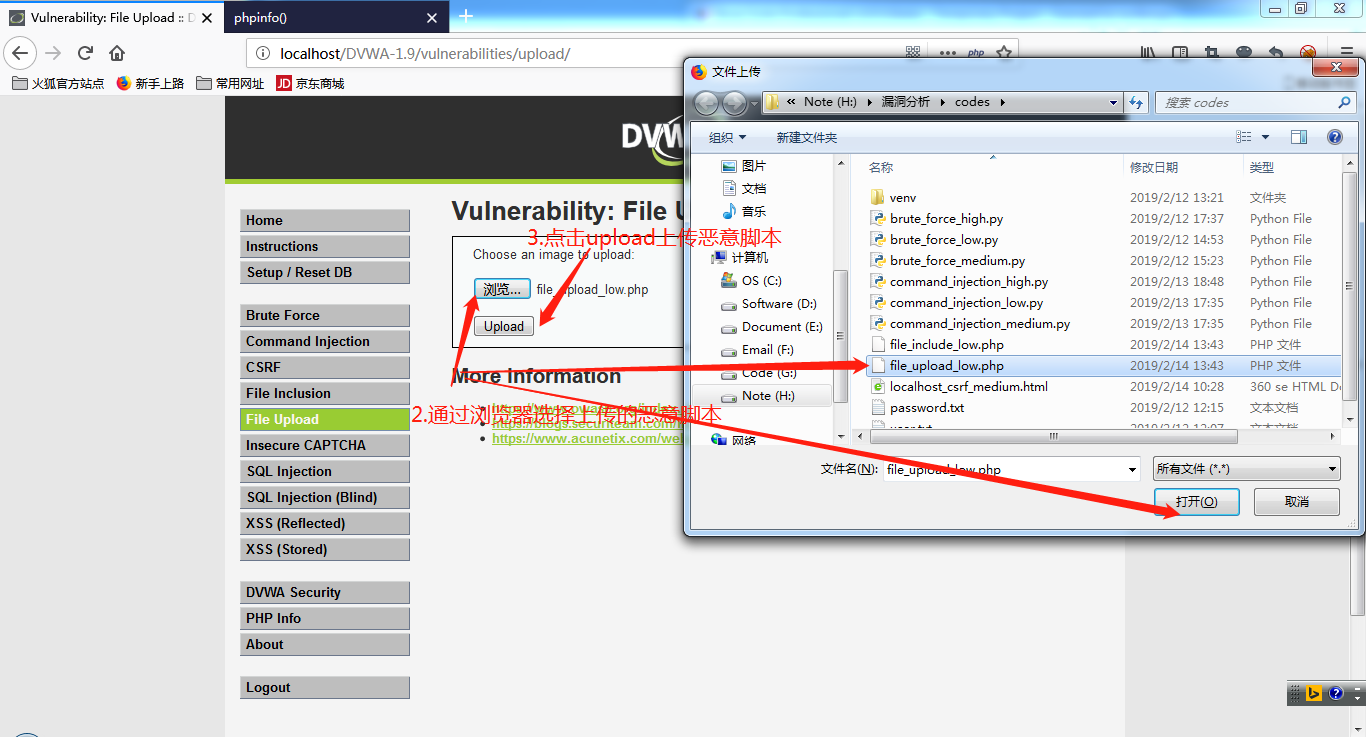 Vulnerability: File Upload :: D
phpinfo()
localhost/DVWA-1.9/vulnerabilities/upload/
php
火狐官方站点
新手上路
常用网址
JD 京东商城
DVWA
Home
Instructions
Setup / Reset DB
Brute Force
Command Injection
CSRF
File Inclusion
File Upload
Insecure CAPTCHA
SQL Injection
SQL Injection (Blind)
XSS (Reflected)
XSS (Stored)
DVWA Security
PHP Info
About
Logout
Vulnerability: File U
3.点击upload上传恶意脚本
Choose an image to upload:
浏览... file_upload_low.php
Upload
More Information
2.通过浏览器选择上传的恶意脚本
https://blogs.securiteam.com/
https://www.acunetix.com/we
文件上传
« Note (H:) 漏洞分析 codes
搜索 codes
组织 新建文件夹
图片
文档
音乐
计算机
OS (C:)
Software (D:)
Document (E:)
Email (F:)
Code (G:)
Note (H:)
网络
名称 修改日期 类型
venv 2019/2/12 13:21 文件夹
brute_force_high.py 2019/2/12 17:37 Python File
brute_force_low.py 2019/2/12 14:53 Python File
brute_force_medium.py 2019/2/12 15:23 Python File
command_injection_high.py 2019/2/13 18:48 Python File
command_injection_low.py 2019/2/13 17:35 Python File
command_injection_medium.py 2019/2/13 17:35 Python File
file_include_low.php 2019/2/14 13:43 PHP 文件
file_upload_low.php 2019/2/14 13:43 PHP 文件
localhost_csrf_medium.html 2019/2/14 10:28 360 se HTML Do
password.txt 2019/2/12 12:15 文本文档
文件名(N): file_upload_low.php 所有文件 (*.*)
打开(O) 取消